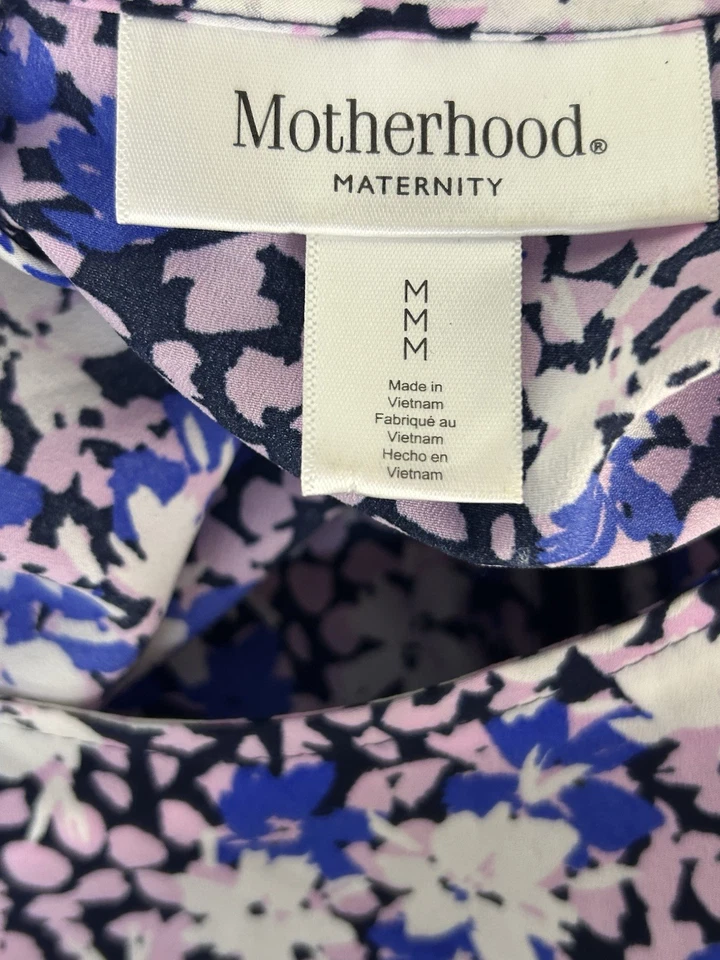 Motherhood®
MATERNITY
M
M
M
Made in
Vietnam
Fabriqué au
Vietnam
Hecho en
Vietnam